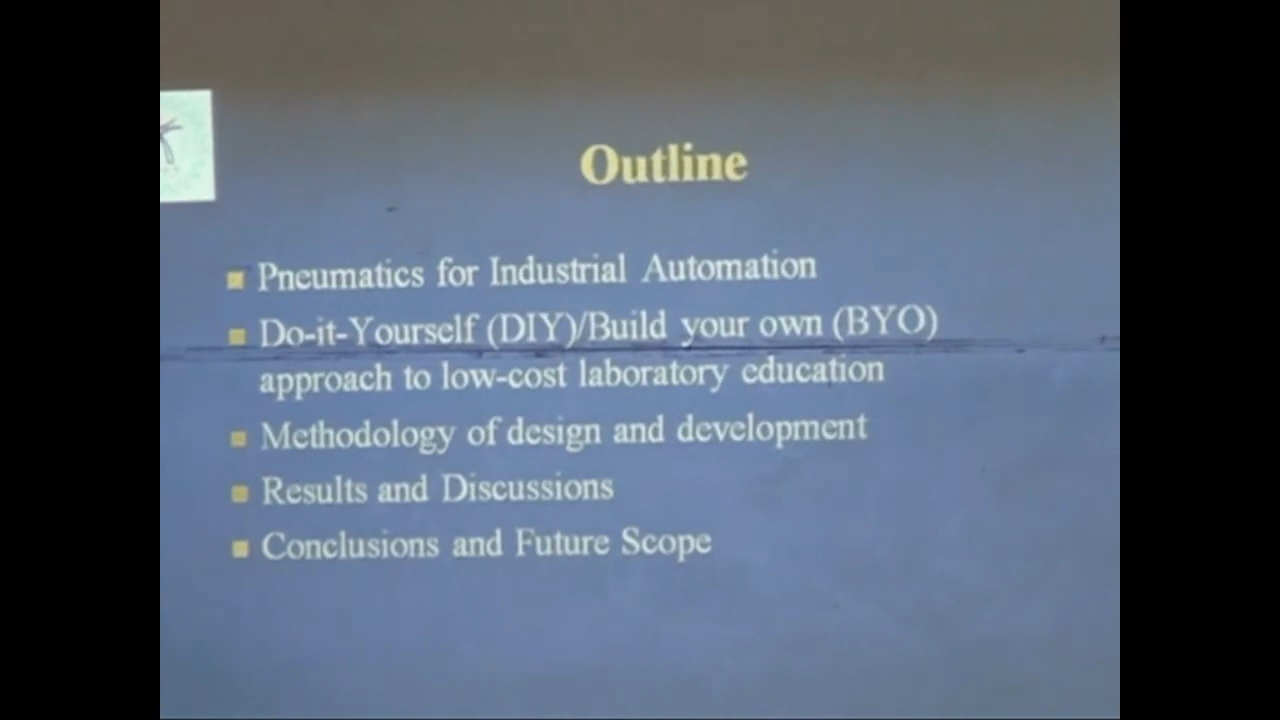 Outline
Pneumatics for Industrial Automation
Do-it-Yourself (DIY)/Build your own (BYO)
approach to low-cost laboratory education
Methodology of design and development
Results and Discussions
Conclusions and Future Scope